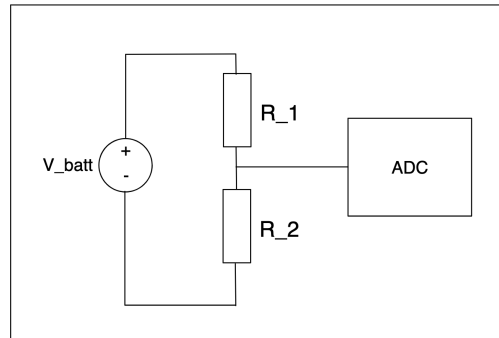 R_1
V_batt
+
-
ADC
R_2